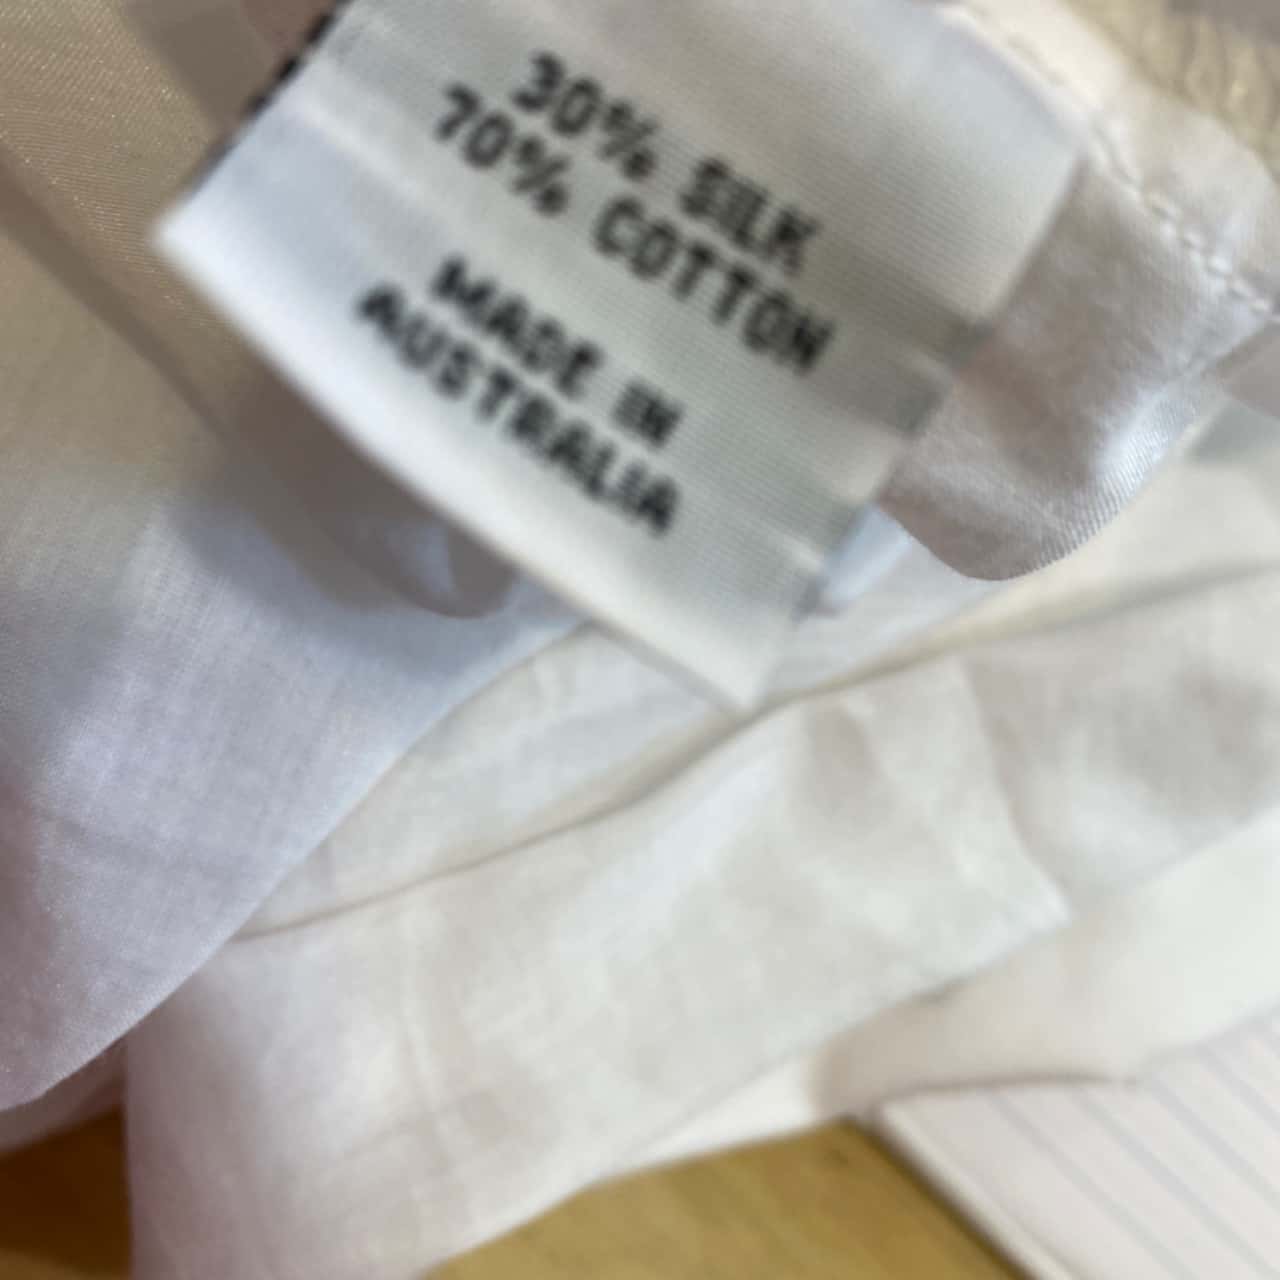 30% SILK
70% COTTON
MADE IN
AUSTRALIA